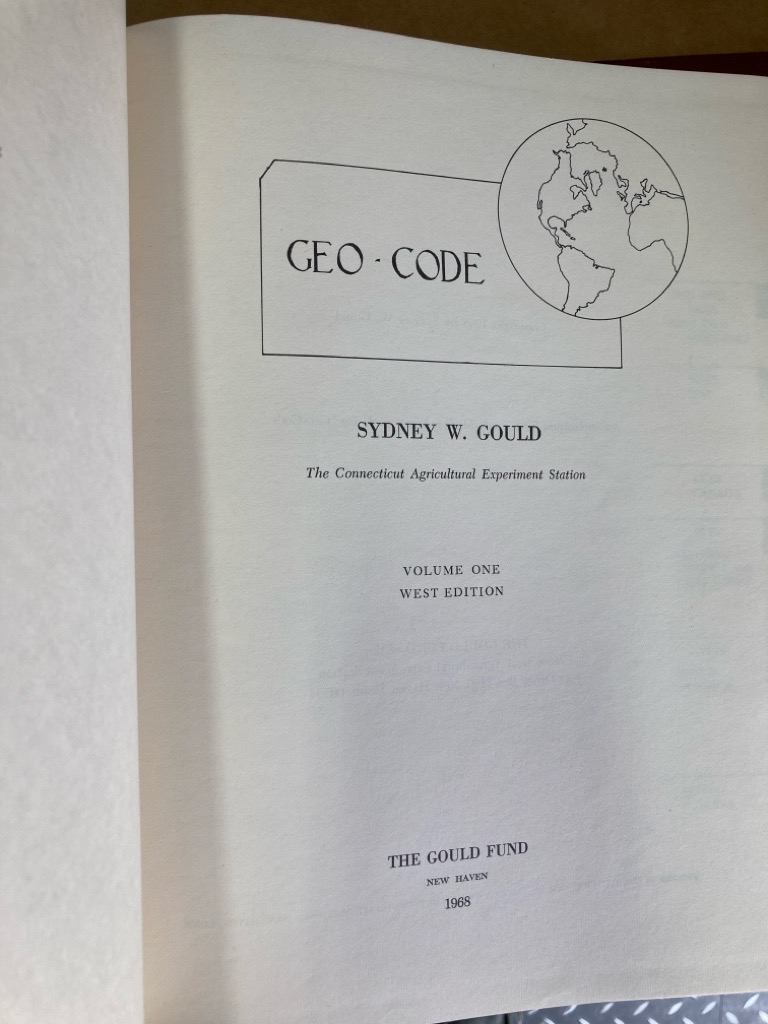 GEO - CODE
SYDNEY W. GOULD
The Connecticut Agricultural Experiment Station
VOLUME ONE
WEST EDITION
THE GOULD FUND
NEW HAVEN
1968